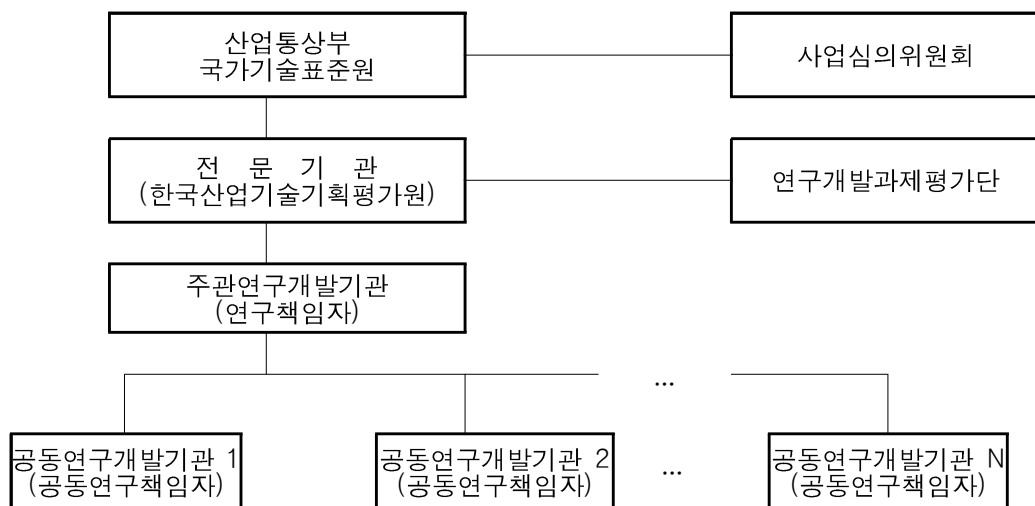 산업통상부
국가기술표준원
사업심의위원회
전 문 기 관
(한국산업기술기획평가원)
연구개발과제평가단
주관연구개발기관
(연구책임자)
...
공동연구개발기관 1
(공동연구책임자)
공동연구개발기관 2
(공동연구책임자)
...
공동연구개발기관 N
(공동연구책임자)